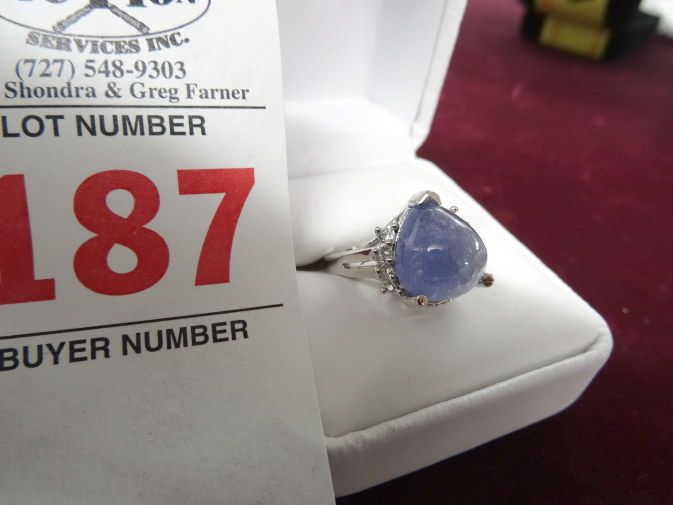 SERVICES INC.
(727) 548-9303
Shondra & Greg Farner
LOT NUMBER
187
BUYER NUMBER